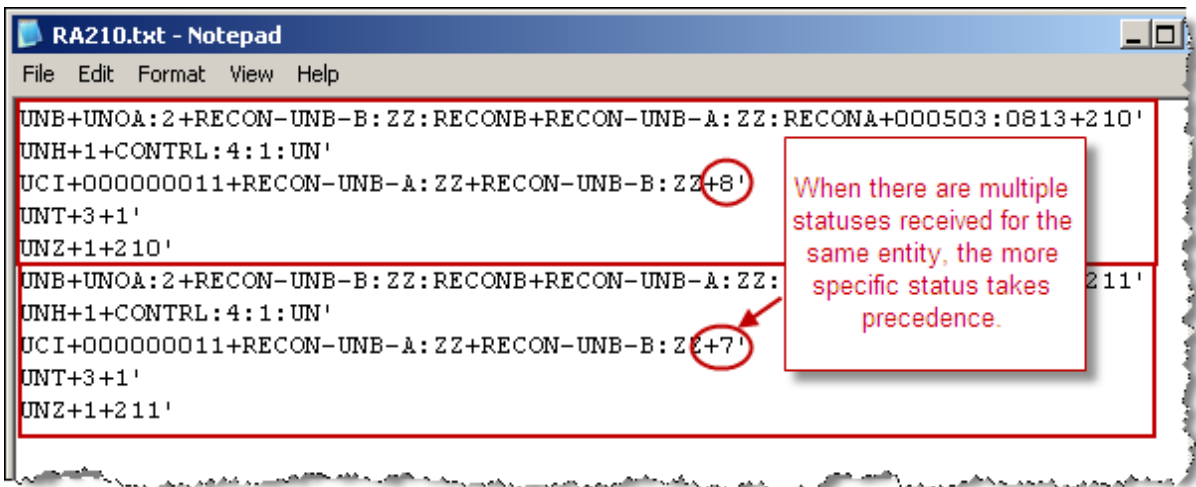 RA210.txt - Notepad
File Edit Format View Help
UNB+UNOA:2+RECON-UNB-B:ZZ:RECONB+RECON-UNB-A:ZZ:RECONA+000503:0813+210'
UNH+1+CONTRL:4:1:UN'
UCI+000000011+RECON-UNB-A:ZZ+RECON-UNB-B:ZZ+8'
UNT+3+1'
UNZ+1+210'
UNB+UNOA:2+RECON-UNB-B:ZZ:RECONB+RECON-UNB-A:ZZ: 211'
UNH+1+CONTRL:4:1:UN'
UCI+000000011+RECON-UNB-A:ZZ+RECON-UNB-B:ZZ+7'
UNT+3+1'
UNZ+1+211'
When there are multiple
statuses received for the
same entity, the more
specific status takes
precedence.